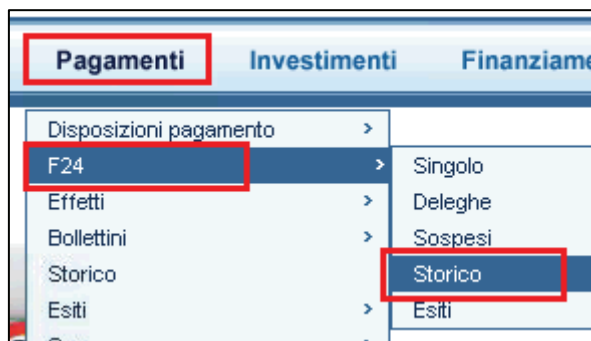 Pagamenti Investimenti Finanziame
Disposizioni pagamento >
F24 > Singolo
Effetti > Deleghe
Bollettini > Sospesi
Storico Storico
Esiti > Esiti